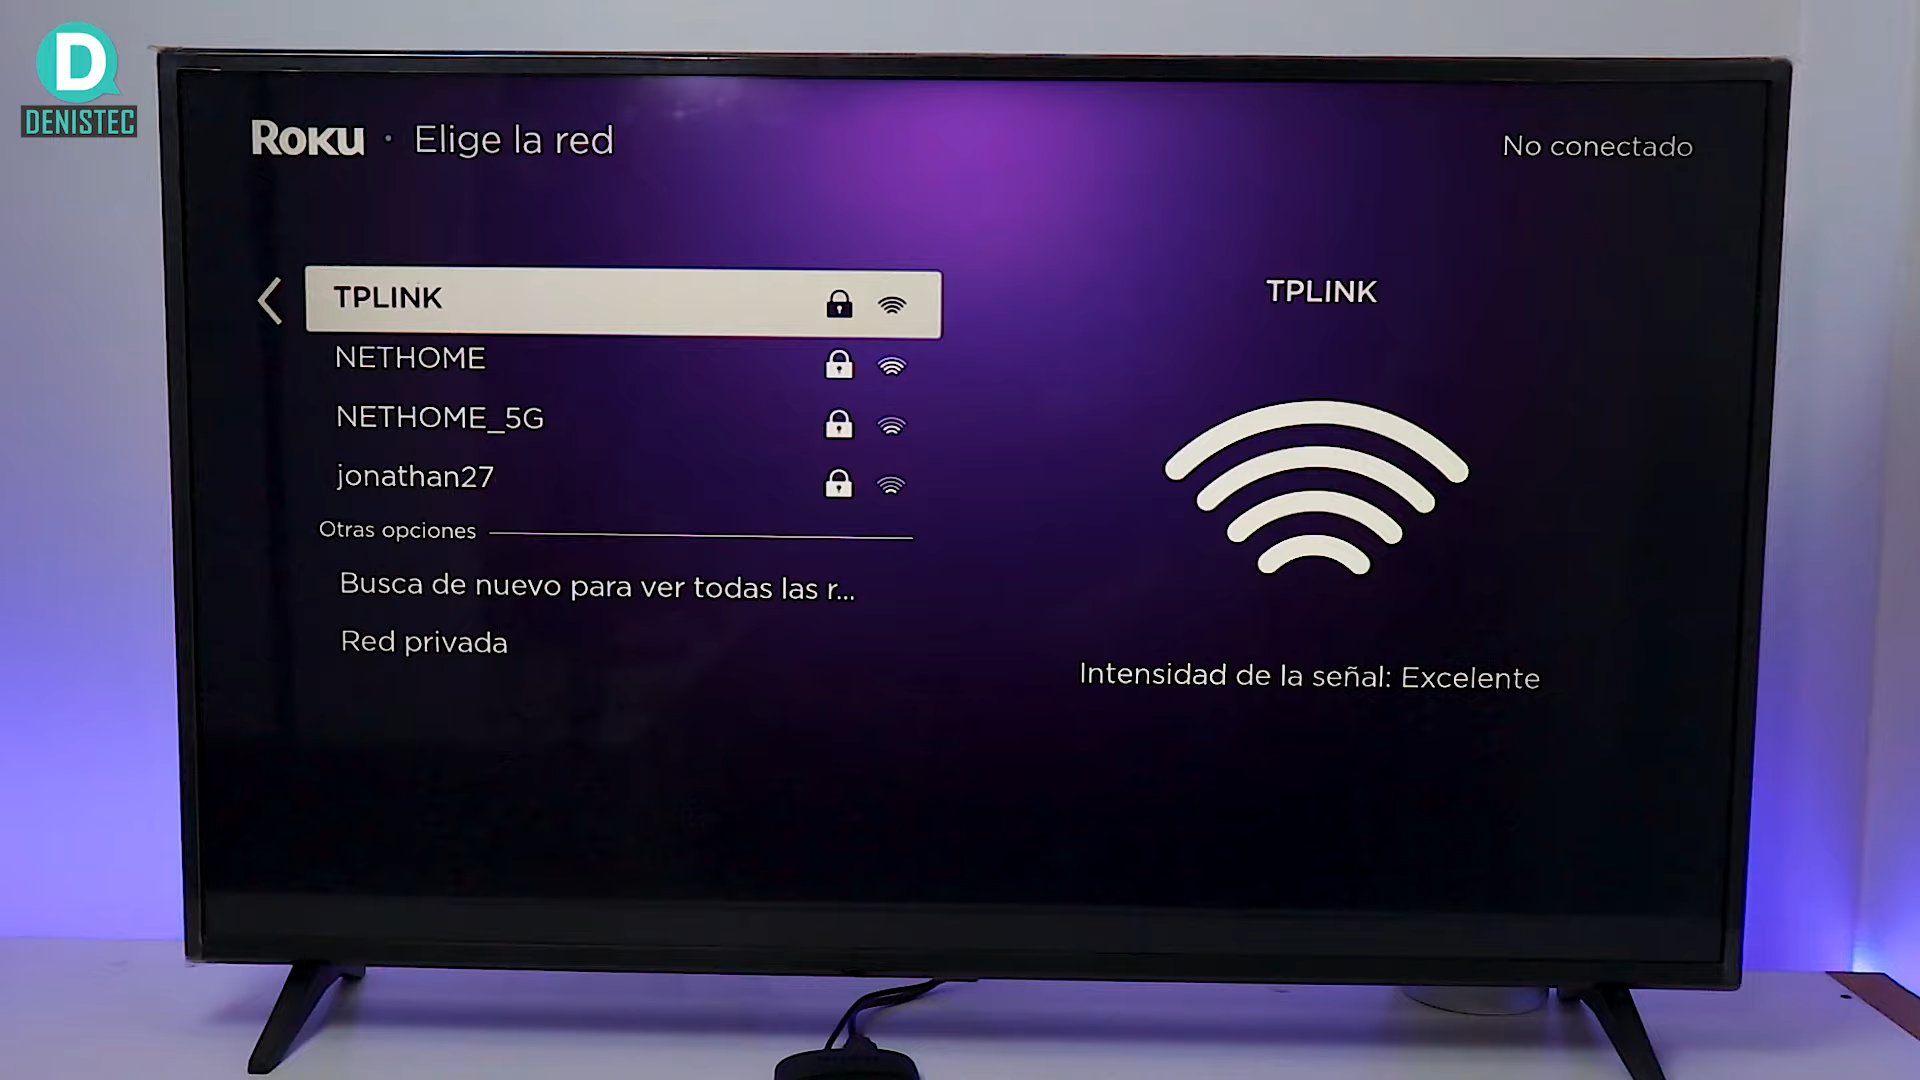 D
DENISTEC
ROKU · Elige la red
No conectado
TPLINK
NETHOME
NETHOME_5G
jonathan27
Otras opciones
Busca de nuevo para ver todas las r...
Red privada
TPLINK
Intensidad de la señal: Excelente